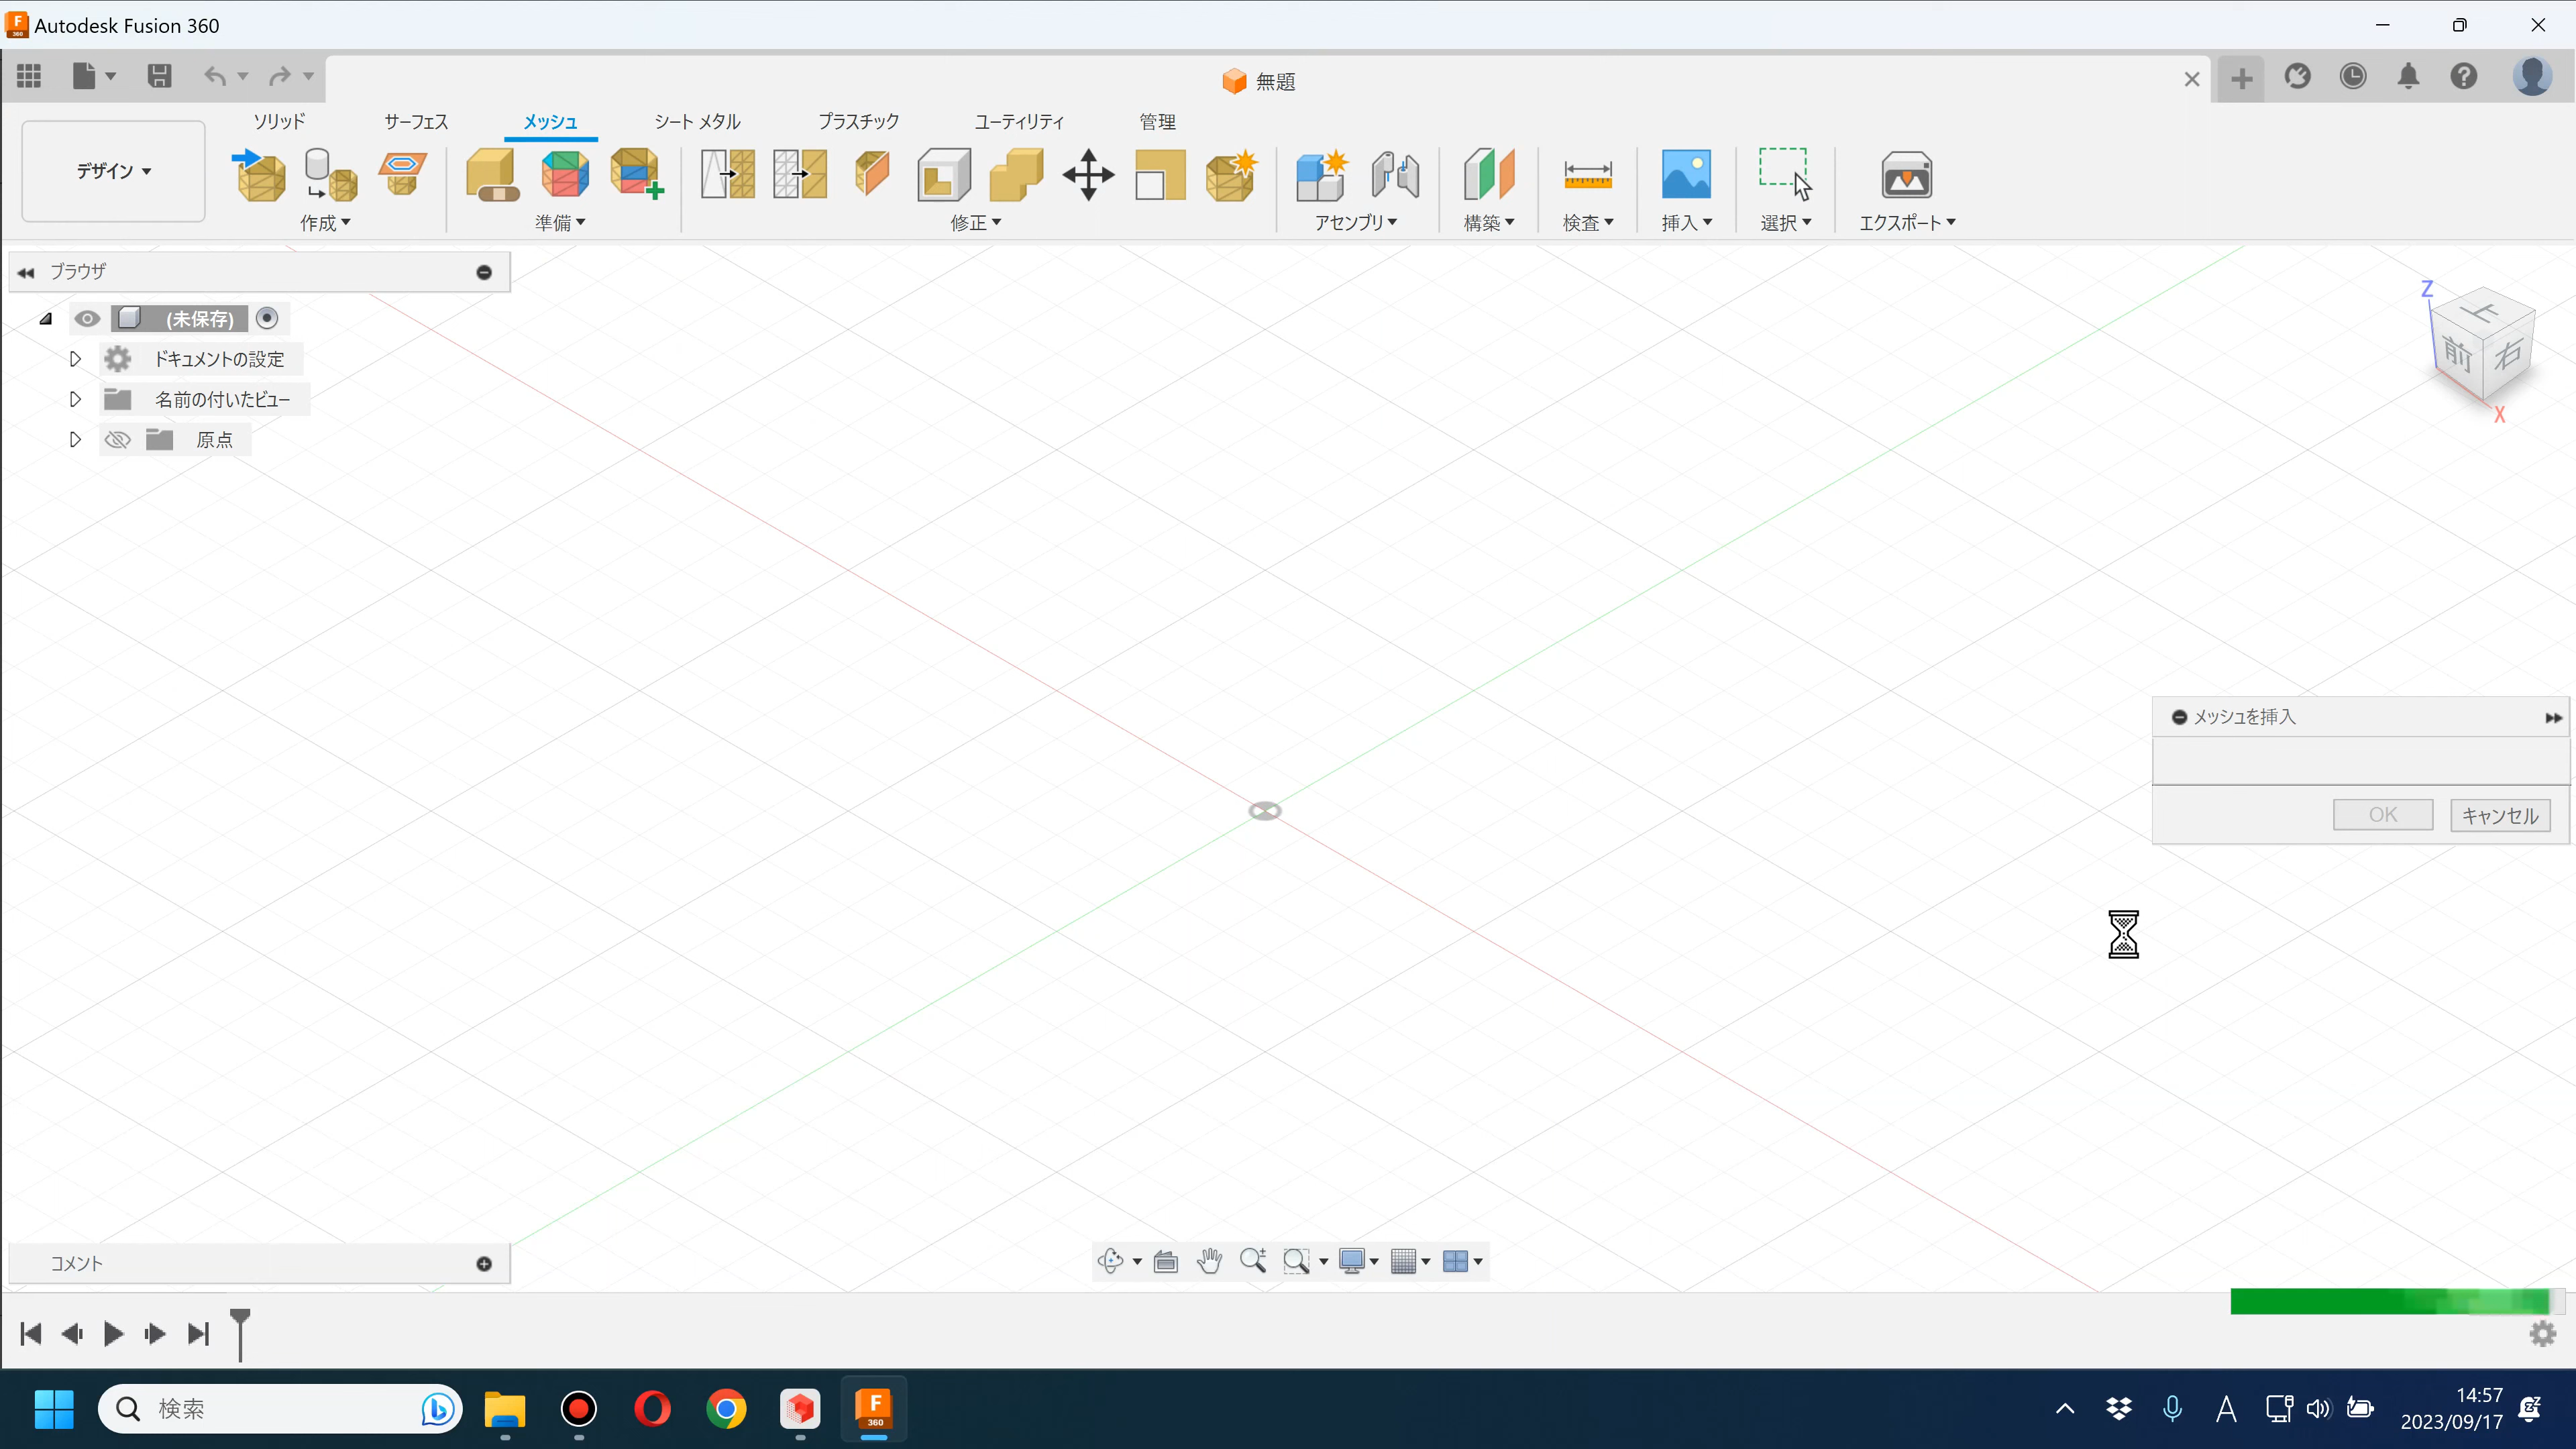 Autodesk Fusion 360
無題
ソリッド サーフェス メッシュ シート メタル プラスチック ユーティリティ 管理
デザイン
作成 準備 修正 アセンブリ 構築 検査 挿入 選択 エクスポート
ブラウザ
(未保存)
ドキュメントの設定
名前の付いたビュー
原点
Z
上
前 右
X
メッシュを挿入
OK キャンセル
コメント
検索
F
360
A
14:57
2023/09/17